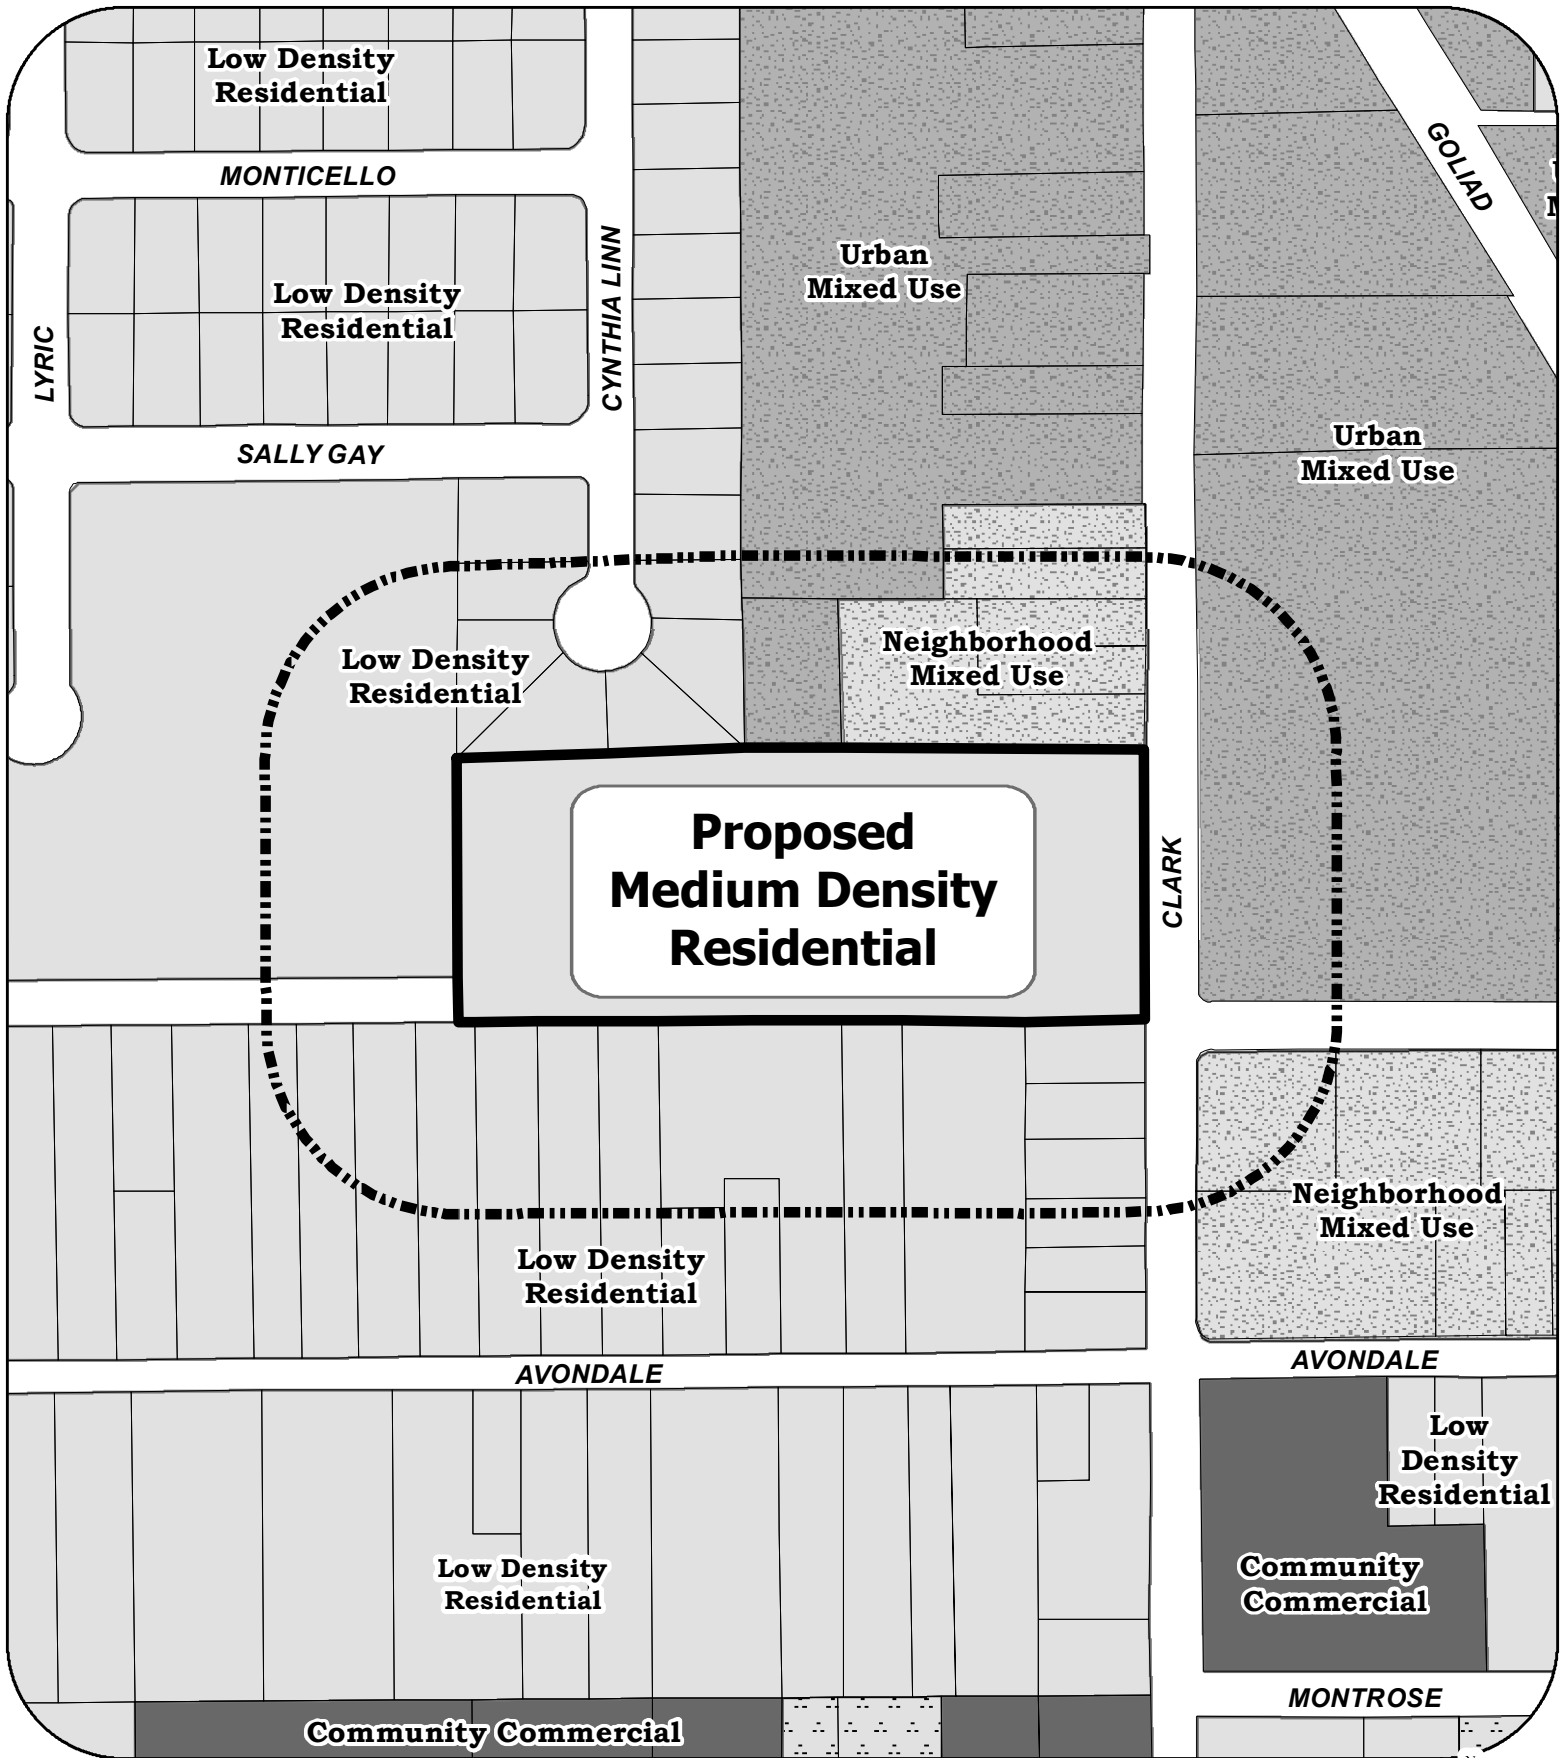 Low Density
Residential
MONTICELLO
GOLIAD
Urban
Mixed Use
CYNTHIA LINN
Low Density
Residential
LYRIC
SALLY GAY
Urban
Mixed Use
Neighborhood
Mixed Use
Low Density
Residential
Proposed
Medium Density
Residential
CLARK
Neighborhood
Mixed Use
Low Density
Residential
AVONDALE
AVONDALE
Low
Density
Residential
Low Density
Residential
Community
Commercial
MONTROSE
Community Commercial